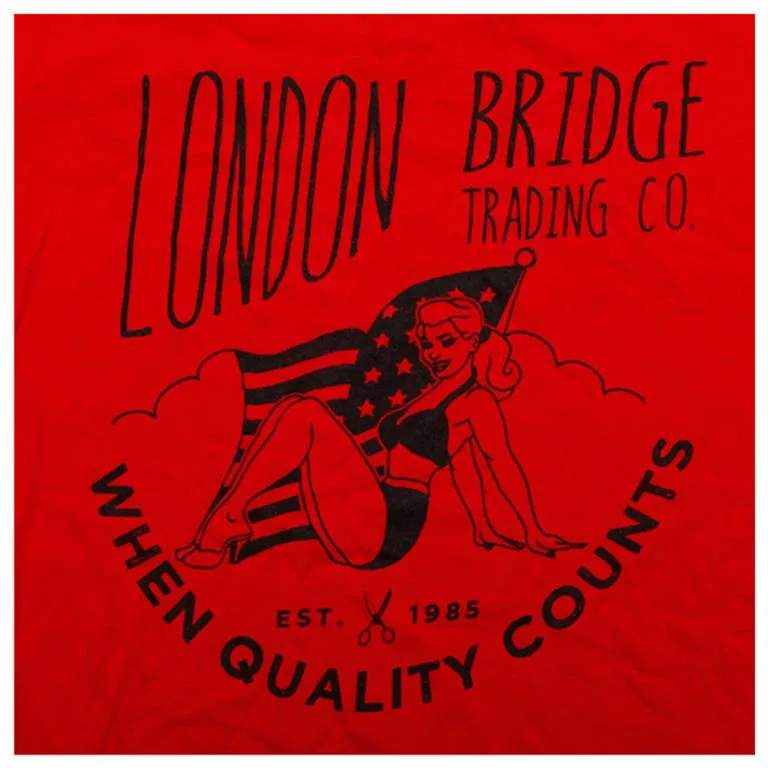 LONDON BRIDGE
TRADING CO.
EST. 1985
WHEN QUALITY COUNTS